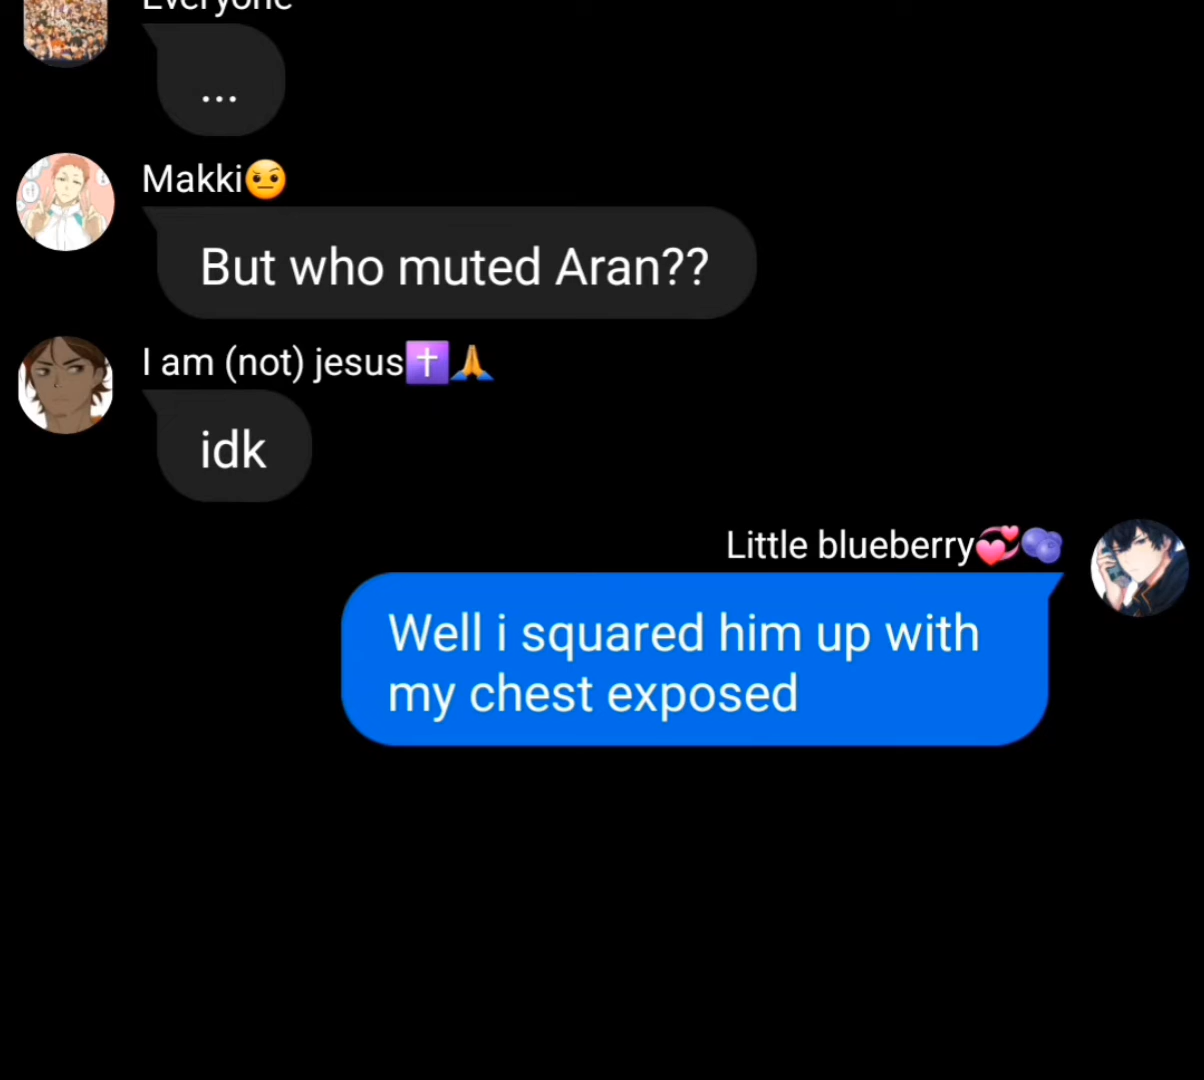 Everyone
...
Makki🤨
But who muted Aran??
I am (not) jesus✝️🙏
idk
Little blueberry💞🫐
Well i squared him up with
my chest exposed